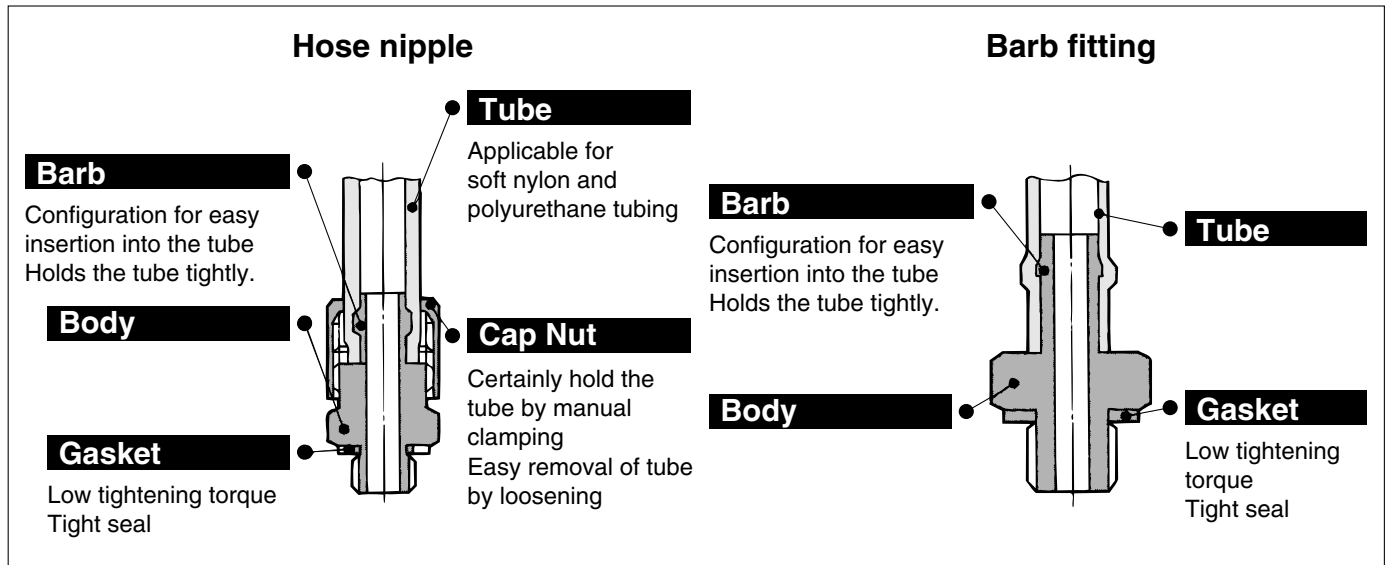 Hose nipple
Tube
Applicable for
soft nylon and
polyurethane tubing
Barb
Configuration for easy
insertion into the tube
Holds the tube tightly.
Body
Cap Nut
Certainly hold the
tube by manual
clamping
Easy removal of tube
by loosening
Gasket
Low tightening torque
Tight seal
Barb fitting
Barb
Configuration for easy
insertion into the tube
Holds the tube tightly.
Tube
Body
Gasket
Low tightening
torque
Tight seal